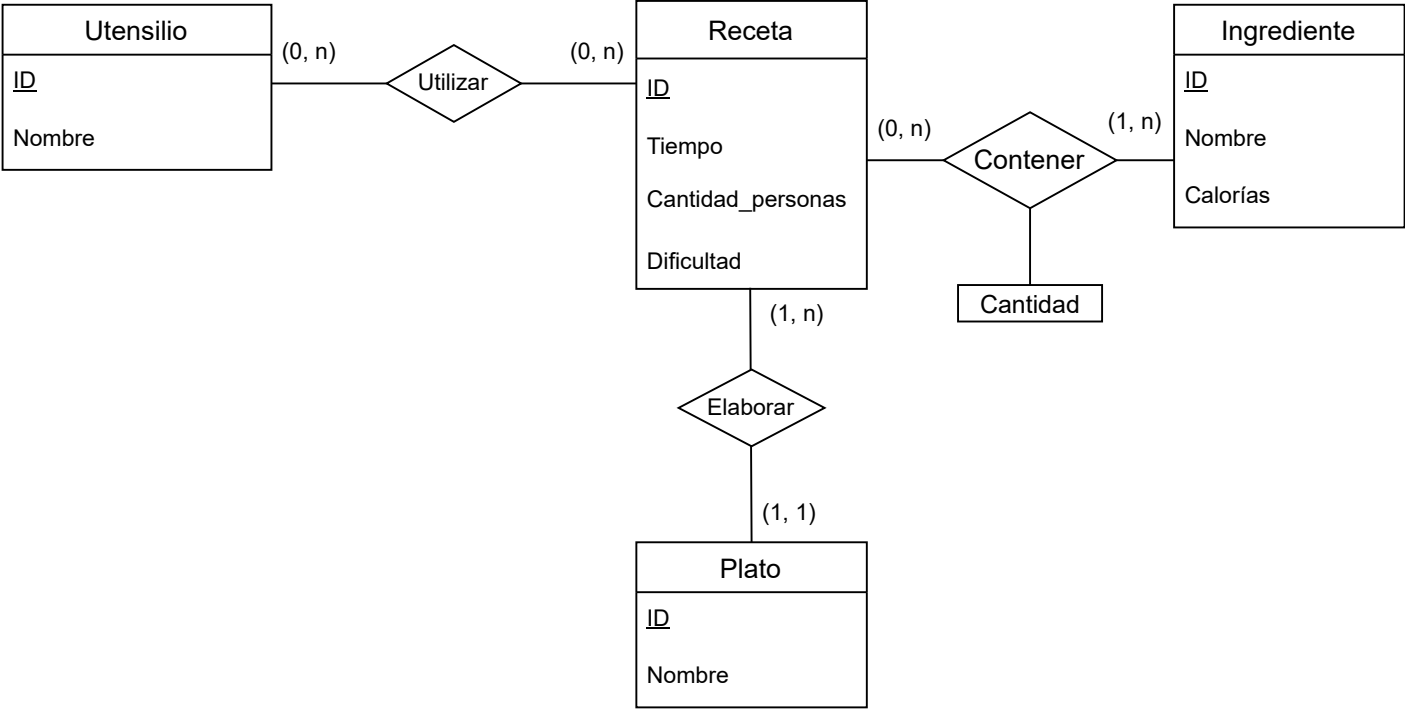 Utensilio
ID
Nombre
(0, n)
Utilizar
(0, n)
Receta
ID
Tiempo
Cantidad_personas
Dificultad
(0, n)
Contener
(1, n)
Cantidad
Ingrediente
ID
Nombre
Calorías
(1, n)
Elaborar
(1, 1)
Plato
ID
Nombre